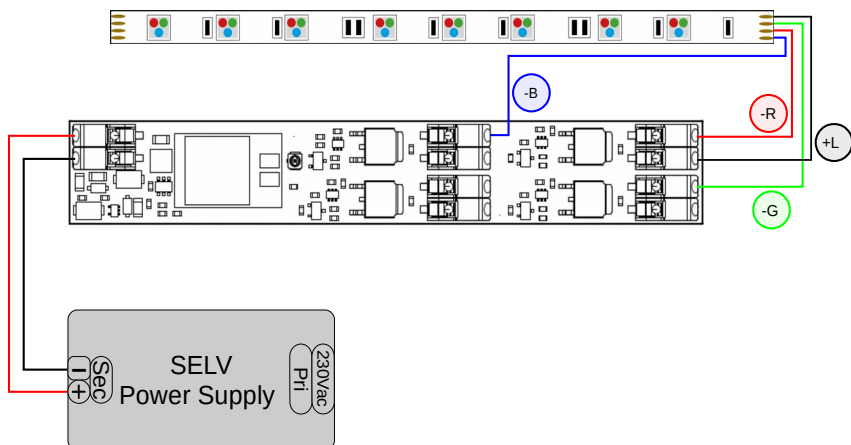 -B
-R
+L
-G
SELV
Power Supply
Sec
− +
Pri
230Vac